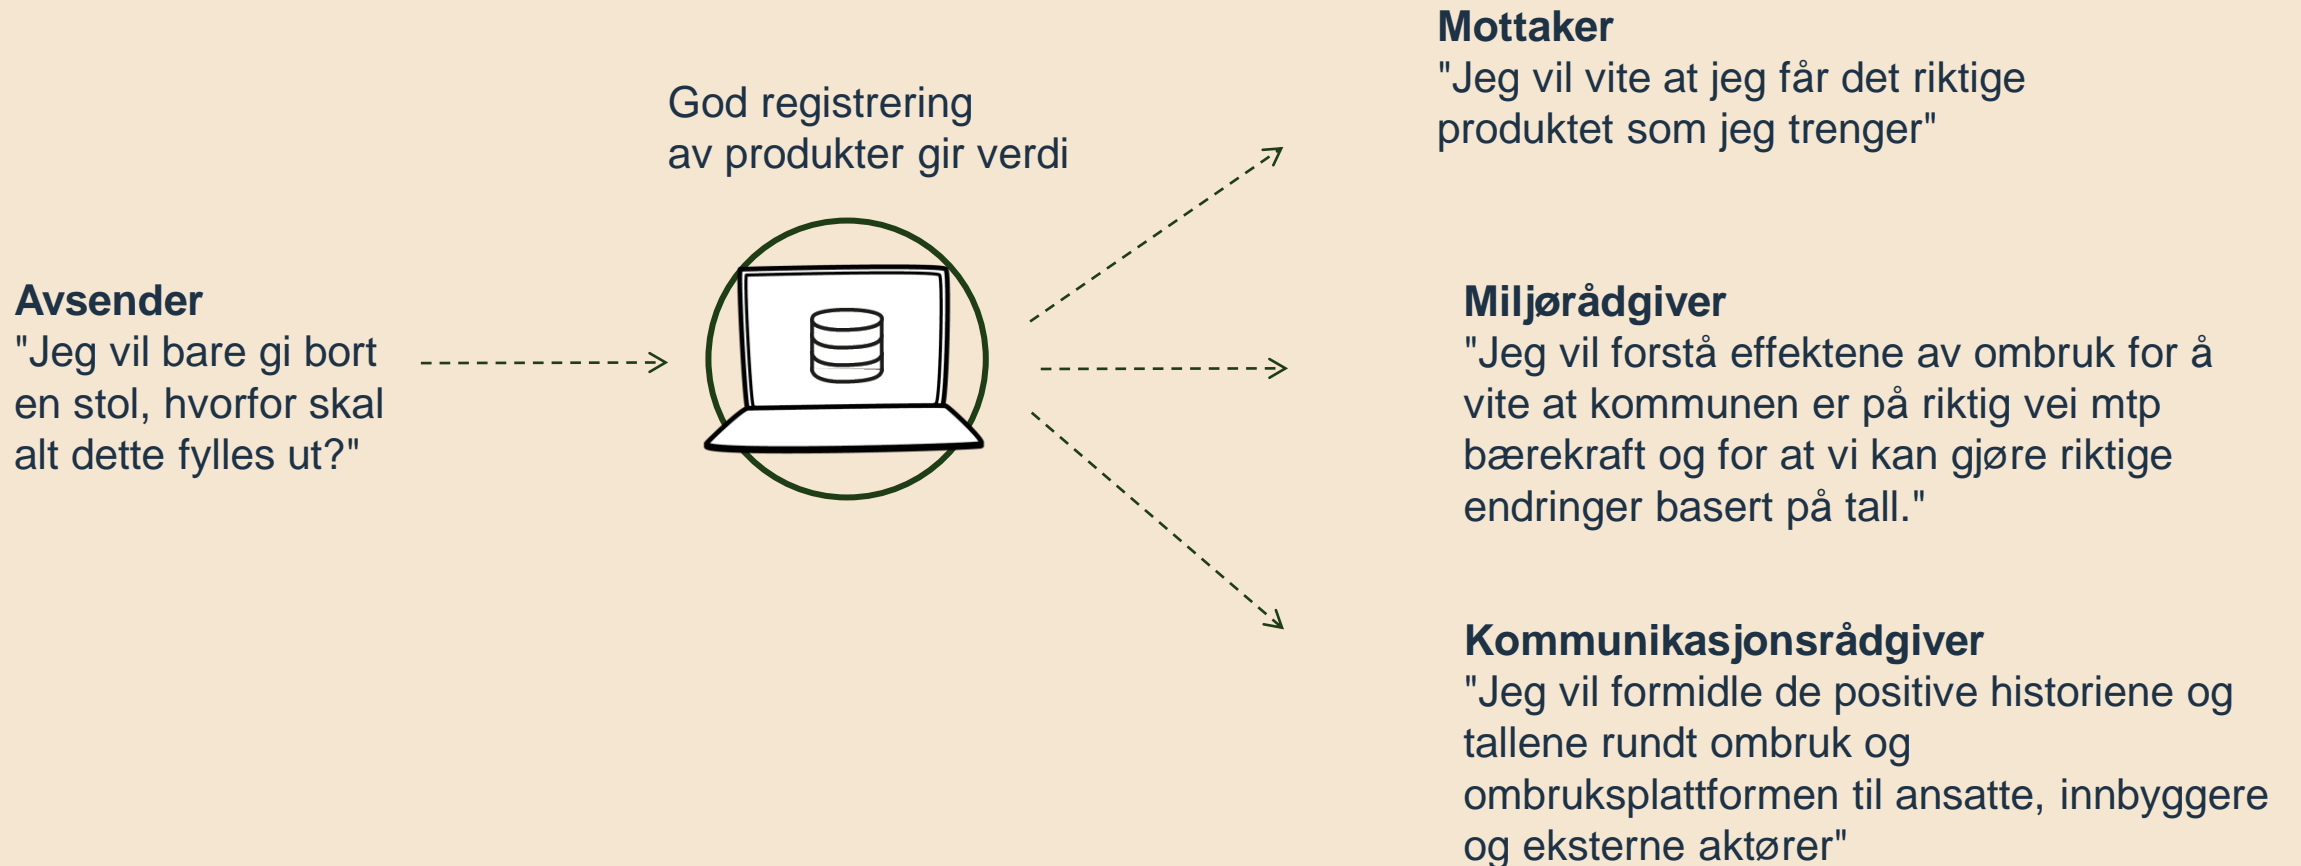 Mottaker
"Jeg vil vite at jeg får det riktige
produktet som jeg trenger"
God registrering
av produkter gir verdi
Avsender
"Jeg vil bare gi bort
en stol, hvorfor skal
alt dette fylles ut?"
Miljørådgiver
"Jeg vil forstå effektene av ombruk for å
vite at kommunen er på riktig vei mtp
bærekraft og for at vi kan gjøre riktige
endringer basert på tall."
Kommunikasjonsrådgiver
"Jeg vil formidle de positive historiene og
tallene rundt ombruk og
ombruksplattformen til ansatte, innbyggere
og eksterne aktører"